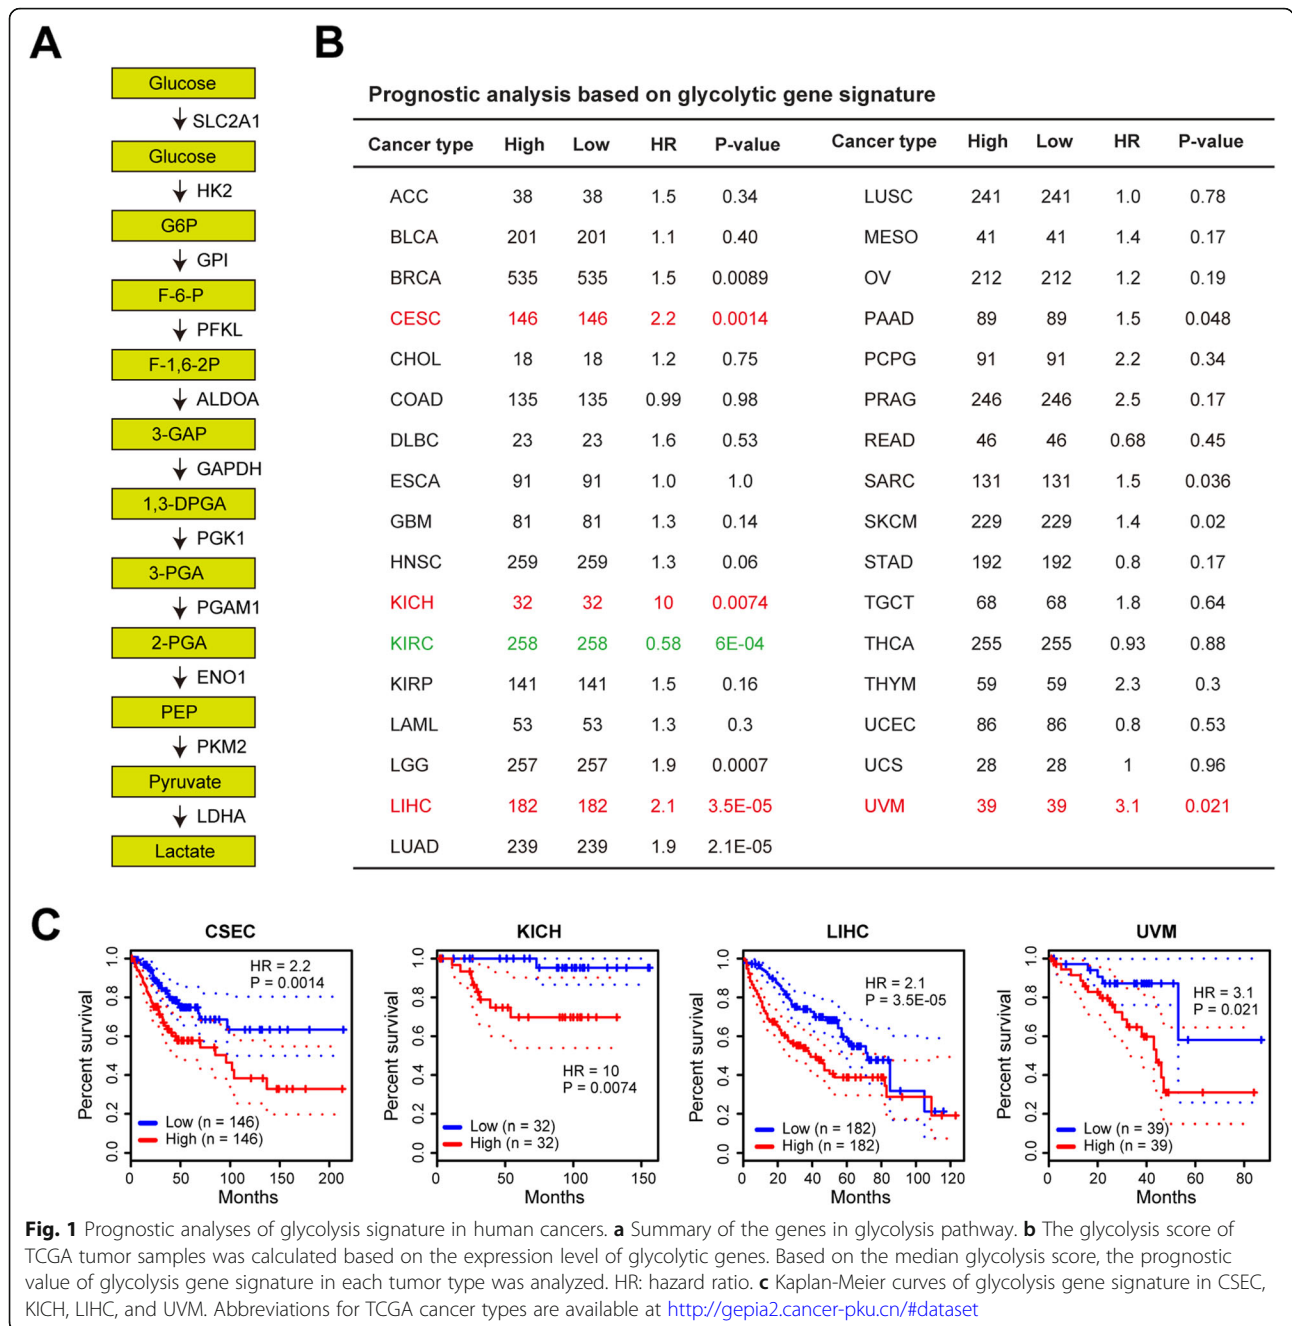 A
Glucose
SLC2A1
Glucose
HK2
G6P
GPI
F-6-P
PFKL
F-1,6-2P
ALDOA
3-GAP
GAPDH
1,3-DPGA
PGK1
3-PGA
PGAM1
2-PGA
ENO1
PEP
PKM2
Pyruvate
LDHA
Lactate
B
Prognostic analysis based on glycolytic gene signature
Cancer type High Low HR P-value Cancer type High Low HR P-value
ACC 38 38 1.5 0.34 LUSC 241 241 1.0 0.78
BLCA 201 201 1.1 0.40 MESO 41 41 1.4 0.17
BRCA 535 535 1.5 0.0089 OV 212 212 1.2 0.19
CESC 146 146 2.2 0.0014 PAAD 89 89 1.5 0.048
CHOL 18 18 1.2 0.75 PCPG 91 91 2.2 0.34
COAD 135 135 0.99 0.98 PRAG 246 246 2.5 0.17
DLBC 23 23 1.6 0.53 READ 46 46 0.68 0.45
ESCA 91 91 1.0 1.0 SARC 131 131 1.5 0.036
GBM 81 81 1.3 0.14 SKCM 229 229 1.4 0.02
HNSC 259 259 1.3 0.06 STAD 192 192 0.8 0.17
KICH 32 32 10 0.0074 TGCT 68 68 1.8 0.64
KIRC 258 258 0.58 6E-04 THCA 255 255 0.93 0.88
KIRP 141 141 1.5 0.16 THYM 59 59 2.3 0.3
LAML 53 53 1.3 0.3 UCEC 86 86 0.8 0.53
LGG 257 257 1.9 0.0007 UCS 28 28 1 0.96
LIHC 182 182 2.1 3.5E-05 UVM 39 39 3.1 0.021
LUAD 239 239 1.9 2.1E-05
C
CSEC
Percent survival
1.0
0.8
0.6
0.4
0.2
0.0
HR = 2.2
P = 0.0014
Low (n = 146)
High (n = 146)
0 50 100 150 200
Months
KICH
Percent survival
1.0
0.8
0.6
0.4
0.2
0.0
HR = 10
P = 0.0074
Low (n = 32)
High (n = 32)
0 50 100 150
Months
LIHC
Percent survival
1.0
0.8
0.6
0.4
0.2
0.0
HR = 2.1
P = 3.5E-05
Low (n = 182)
High (n = 182)
0 20 40 60 80 100 120
Months
UVM
Percent survival
1.0
0.8
0.6
0.4
0.2
0.0
HR = 3.1
P = 0.021
Low (n = 39)
High (n = 39)
0 20 40 60 80
Months
Fig. 1 Prognostic analyses of glycolysis signature in human cancers. a Summary of the genes in glycolysis pathway. b The glycolysis score of
TCGA tumor samples was calculated based on the expression level of glycolytic genes. Based on the median glycolysis score, the prognostic
value of glycolysis gene signature in each tumor type was analyzed. HR: hazard ratio. c Kaplan-Meier curves of glycolysis gene signature in CSEC,
KICH, LIHC, and UVM. Abbreviations for TCGA cancer types are available at http://gepia2.cancer-pku.cn/#dataset